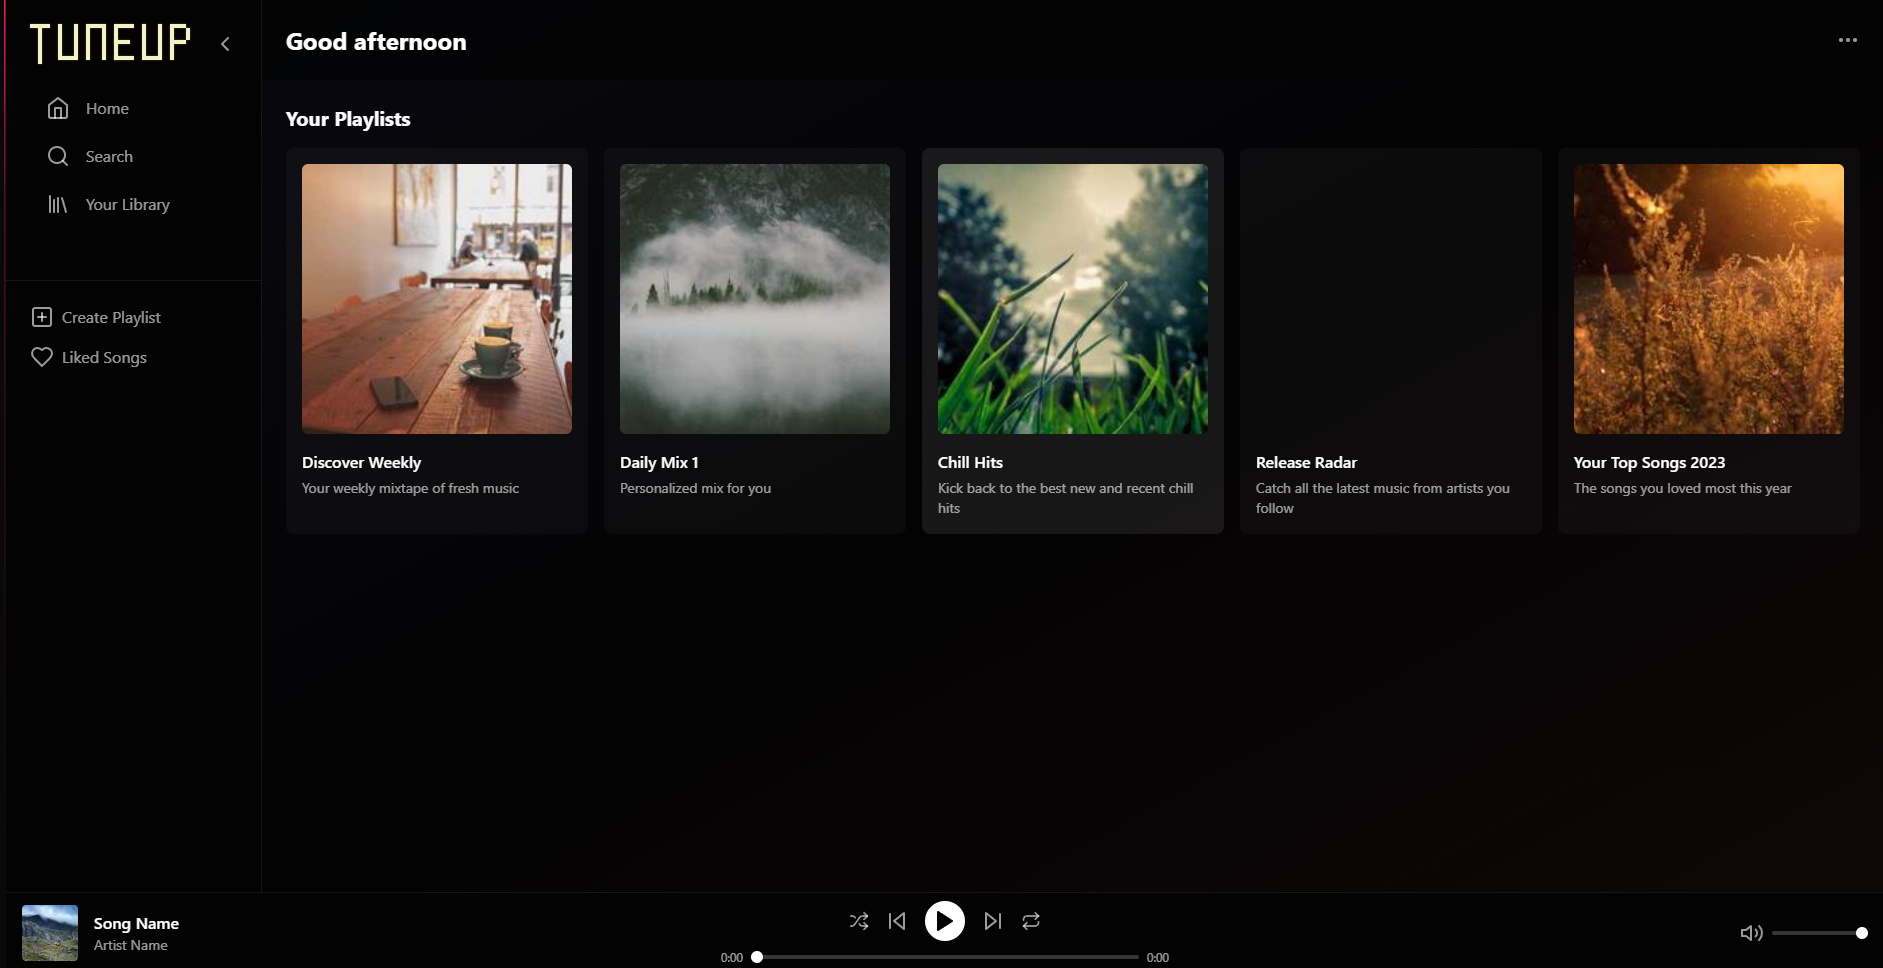 TUNEUP
Good afternoon
Home
Search
Your Library
Create Playlist
Liked Songs
Your Playlists
Discover Weekly
Your weekly mixtape of fresh music
Daily Mix 1
Personalized mix for you
Chill Hits
Kick back to the best new and recent chill
hits
Release Radar
Catch all the latest music from artists you
follow
Your Top Songs 2023
The songs you loved most this year
Song Name
Artist Name
0:00
0:00